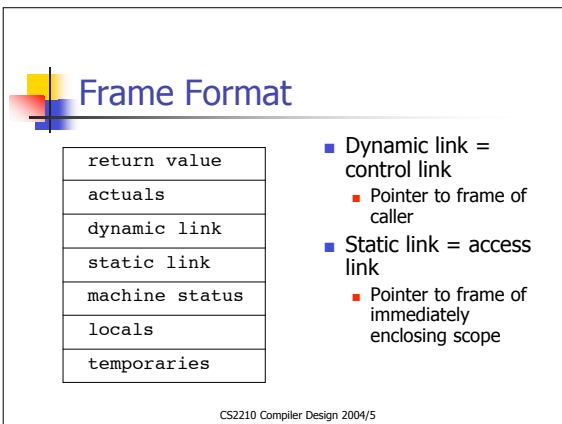 Frame Format
return value
actuals
dynamic link
static link
machine status
locals
temporaries
Dynamic link =
control link
Pointer to frame of
caller
Static link = access
link
Pointer to frame of
immediately
enclosing scope
CS2210 Compiler Design 2004/5